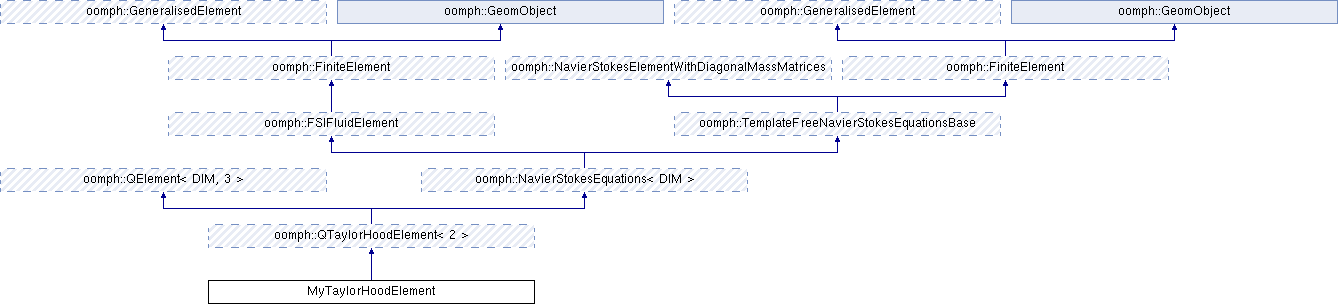 oomph::GeneralisedElement oomph::GeomObject oomph::GeneralisedElement oomph::GeomObject
oomph::FiniteElement oomph::NavierStokesElementWithDiagonalMassMatrices oomph::FiniteElement
oomph::FSIFluidElement oomph::TemplateFreeNavierStokesEquationsBase
oomph::QElement< DIM, 3 > oomph::NavierStokesEquations< DIM >
oomph::QTaylorHoodElement< 2 >
MyTaylorHoodElement